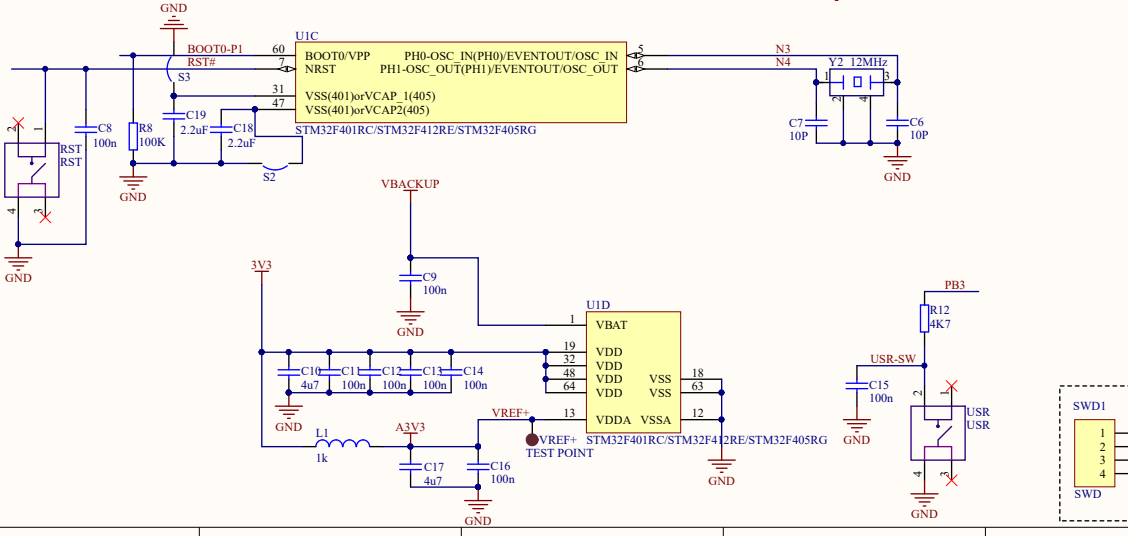 GND
U1C
BOOT0-P1
60
BOOT0/VPP
PH0-OSC_IN(PH0)/EVENTOUT/OSC_IN
5
N3
RST#
7
NRST
PH1-OSC_OUT(PH1)/EVENTOUT/OSC_OUT
6
N4
Y2 12MHz
S3
1
3
31
VSS(401)orVCAP_1(405)
2
4
47
VSS(401)orVCAP2(405)
C19
2.2uF
C18
2.2uF
STM32F401RC/STM32F412RE/STM32F405RG
C7
10P
C6
10P
2
1
C8
100n
R8
100K
RST
RST
S2
GND
GND
4
3
GND
VBACKUP
3V3
C9
100n
GND
U1D
1
VBAT
PB3
R12
4K7
19
VDD
32
VDD
48
VDD
64
VDD
VSS
18
VSS
63
C10
4u7
C11
100n
C12
100n
C13
100n
C14
100n
GND
USR-SW
C15
100n
GND
2
1
USR
USR
4
3
GND
VREF+
13
VDDA
VSSA
12
L1
1k
A3V3
VREF+
TEST POINT
STM32F401RC/STM32F412RE/STM32F405RG
C17
4u7
C16
100n
GND
GND
SWD1
1
2
3
4
SWD